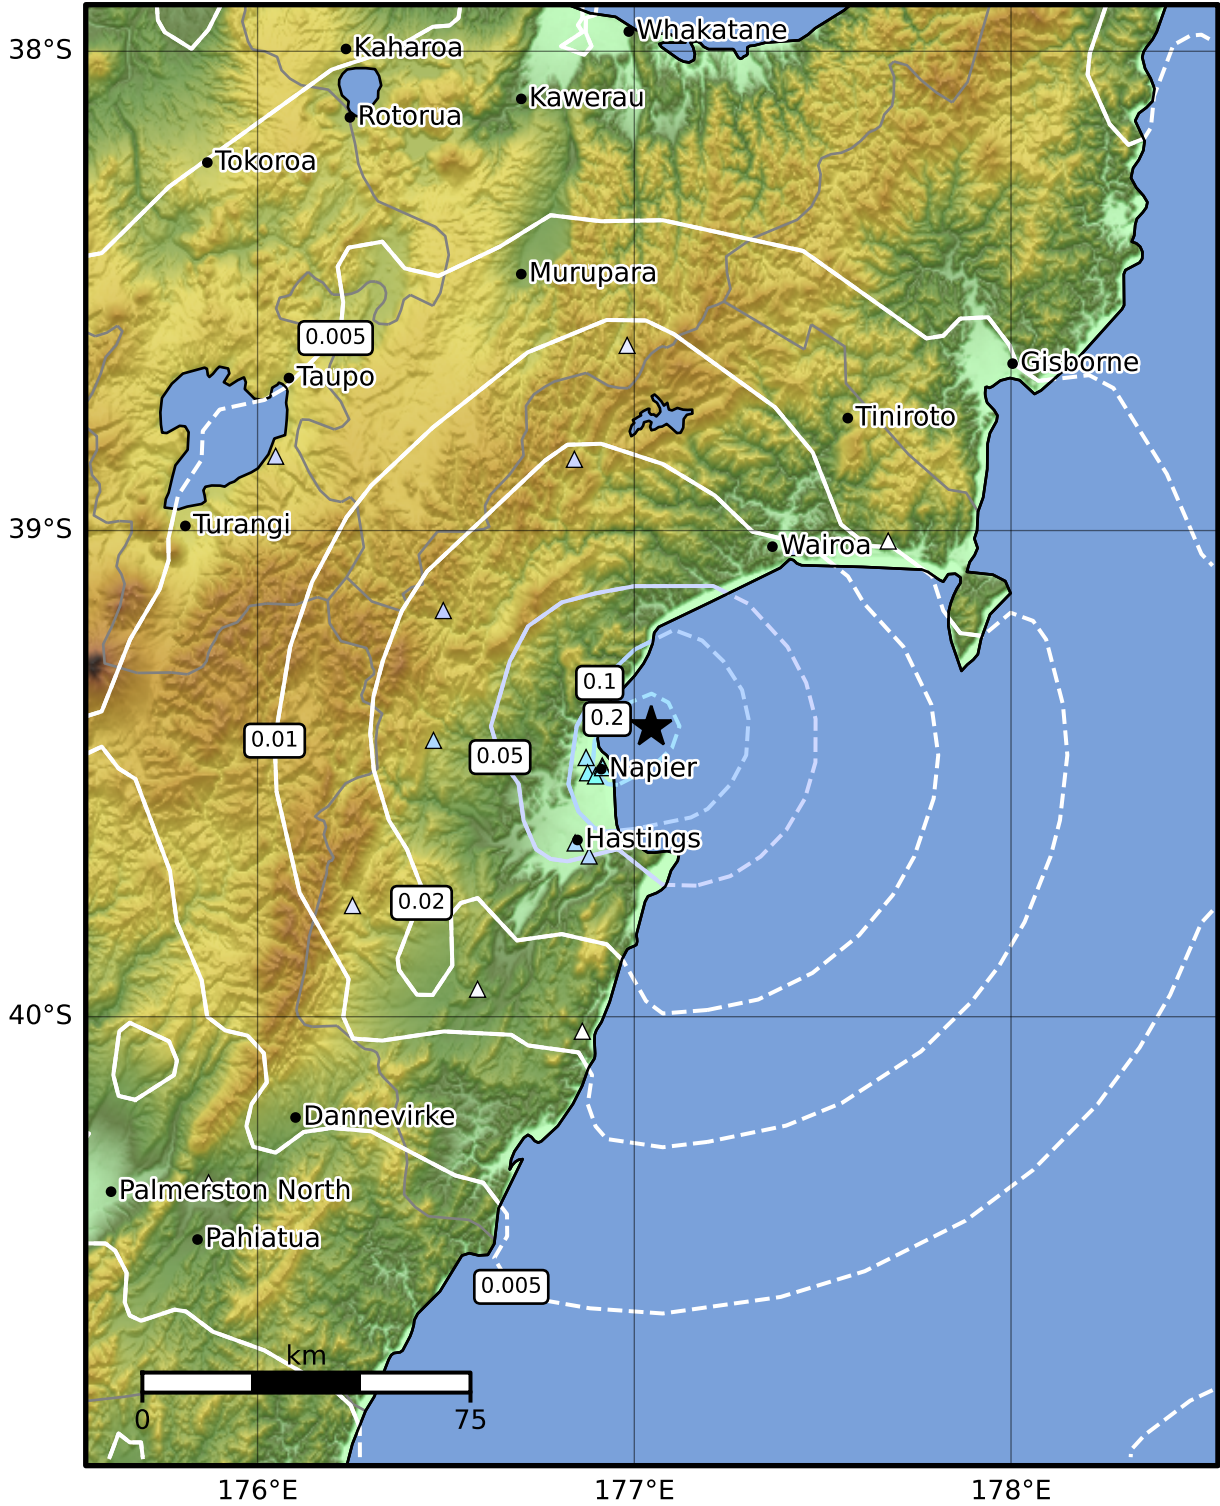 Whakatane
38°S
Kaharoa
Kawerau
Rotorua
Tokoroa
Murupara
0.005
Gisborne
Taupo
Tiniroto
39°S
Turangi
Wairoa
0.1
0.2
0.01
0.05
Napier
Hastings
0.02
40°S
Dannevirke
Palmerston North
Pahiatua
0.005
km
0
75
176°E
177°E
178°E